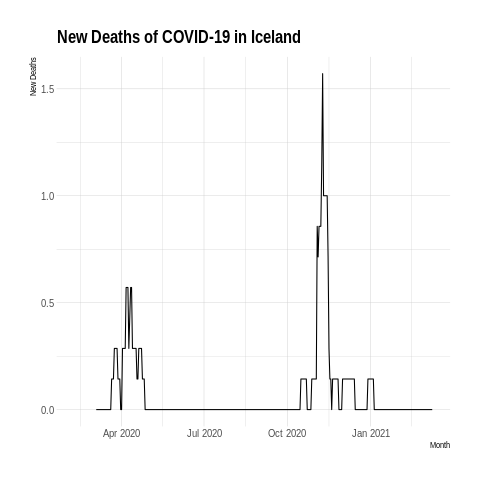 New Deaths of COVID-19 in Iceland
New Deaths
1.5
1.0
0.5
0.0
Apr 2020 Jul 2020 Oct 2020 Jan 2021
Month